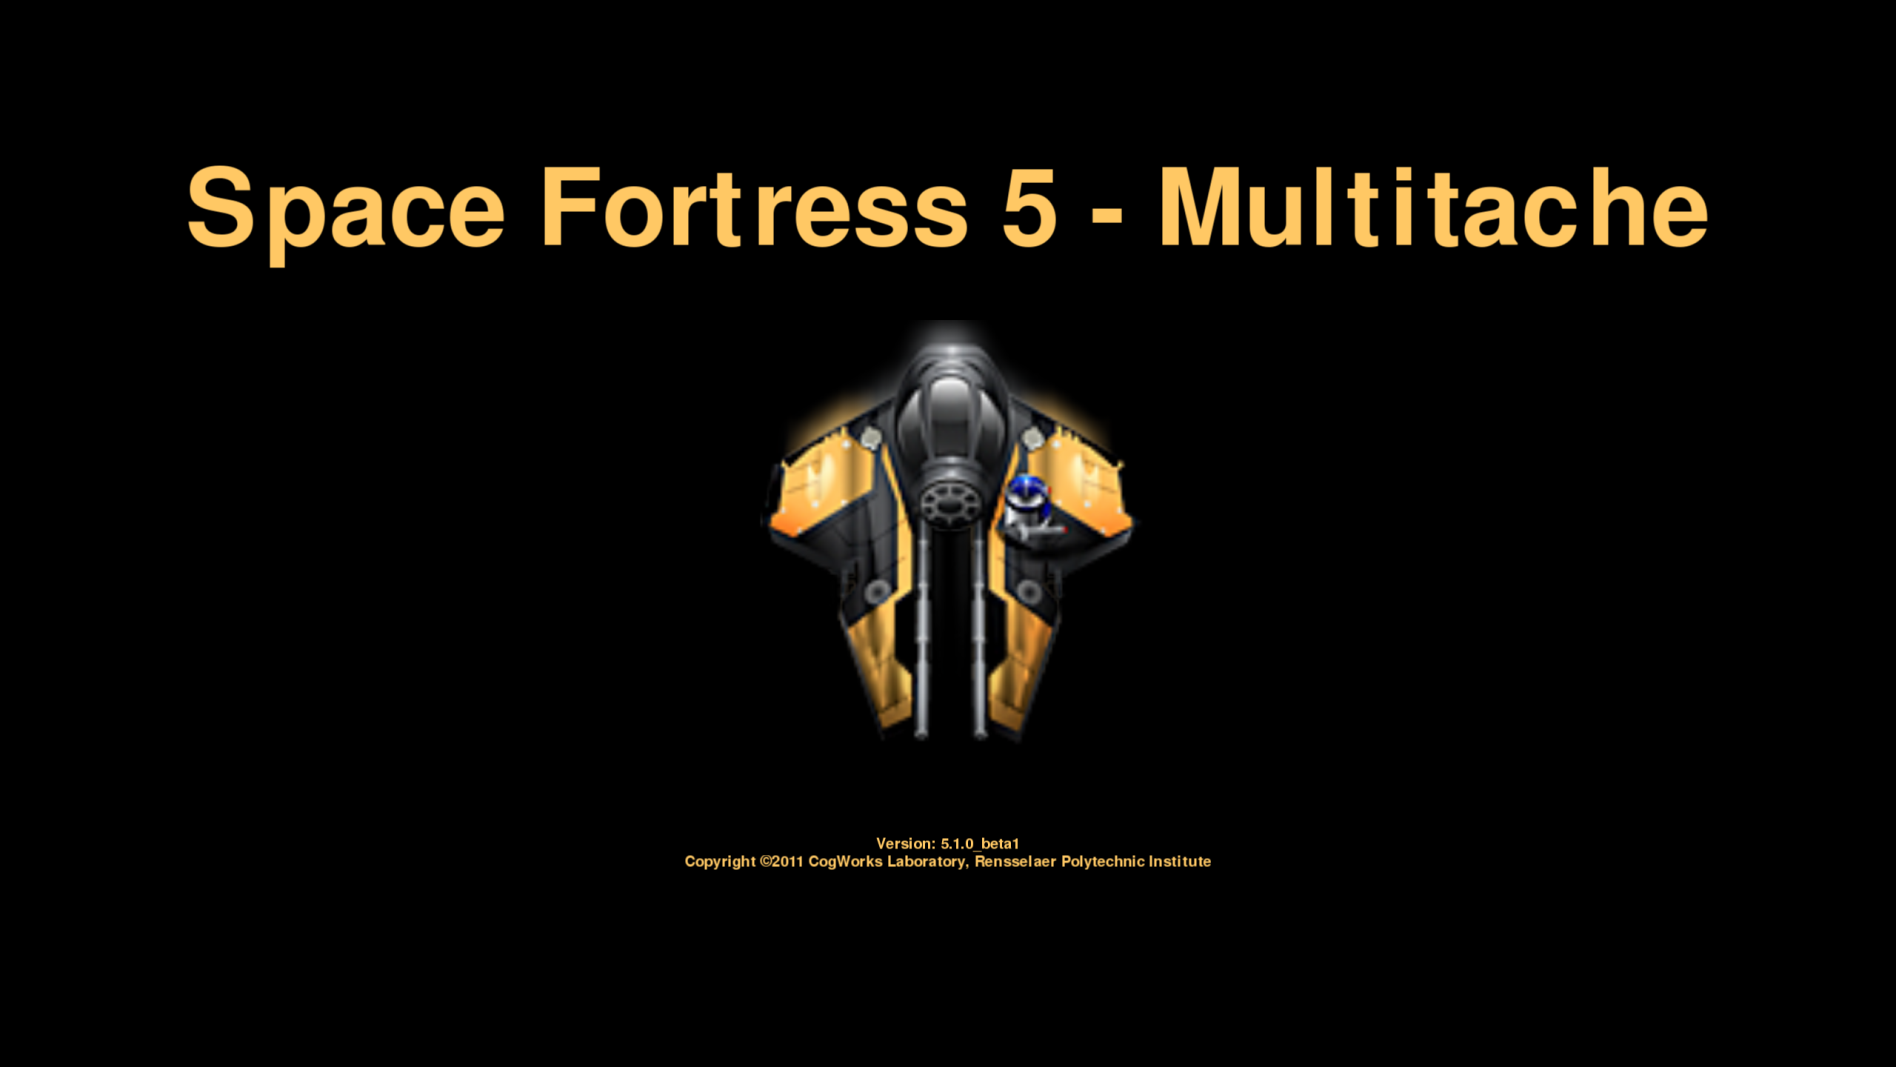 Space Fortress 5 - Multitache
Version: 5.1.0_beta1
Copyright ©2011 CogWorks Laboratory, Rensselaer Polytechnic Institute